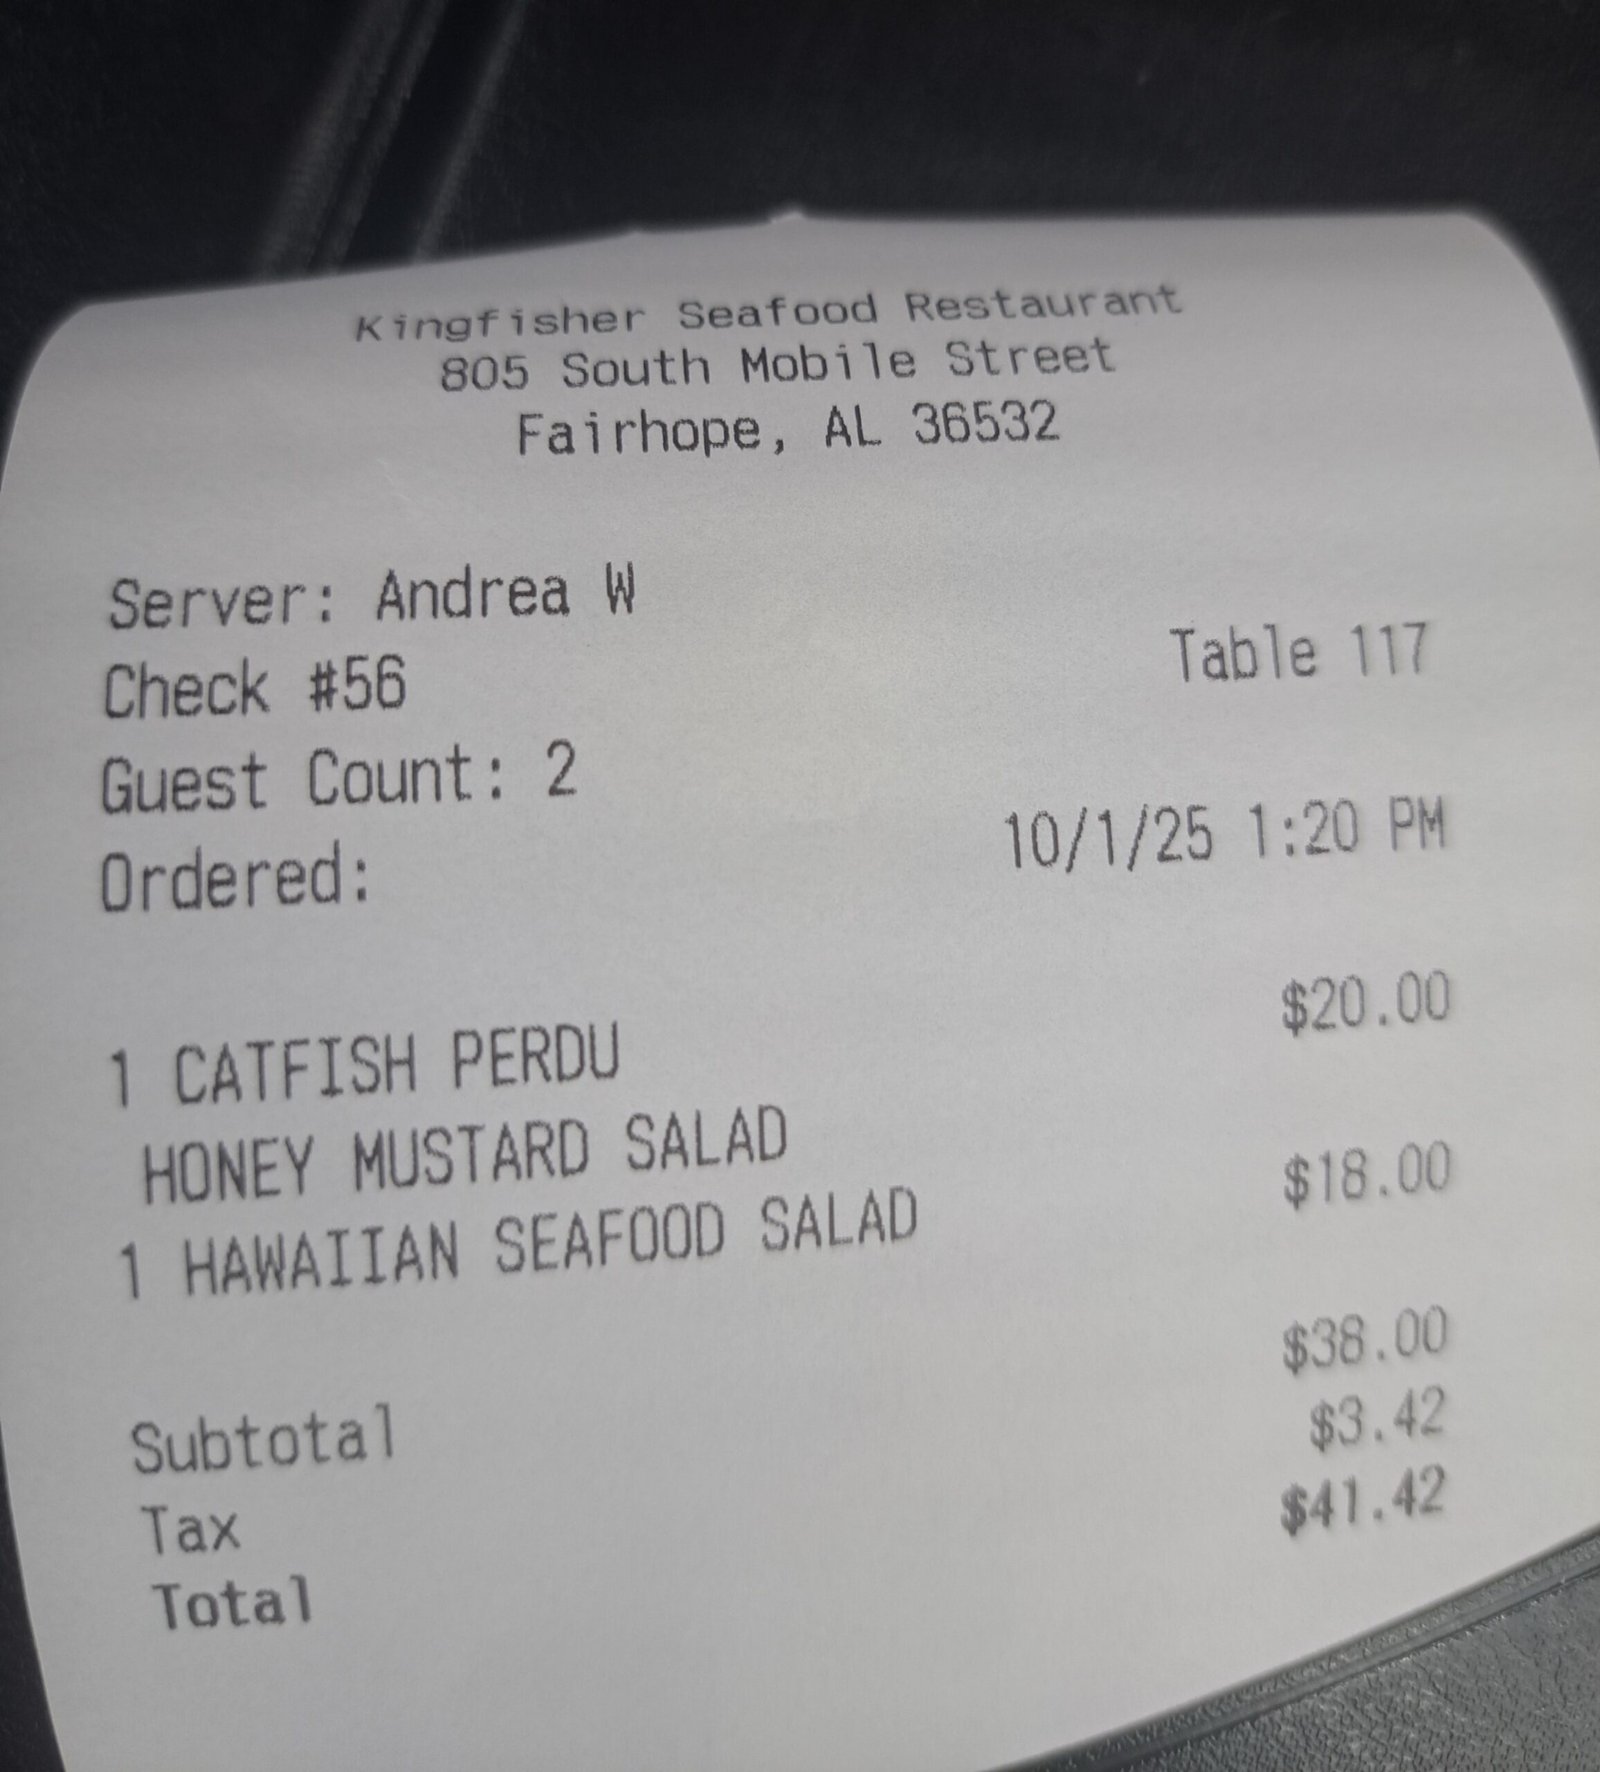 Kingfisher Seafood Restaurant
805 South Mobile Street
Fairhope, AL 36532
Server: Andrea W
Check #56 Table 117
Guest Count: 2
Ordered: 10/1/25 1:20 PM
1 CATFISH PERDU $20.00
HONEY MUSTARD SALAD
1 HAWAIIAN SEAFOOD SALAD $18.00
Subtotal $38.00
Tax $3.42
Total $41.42